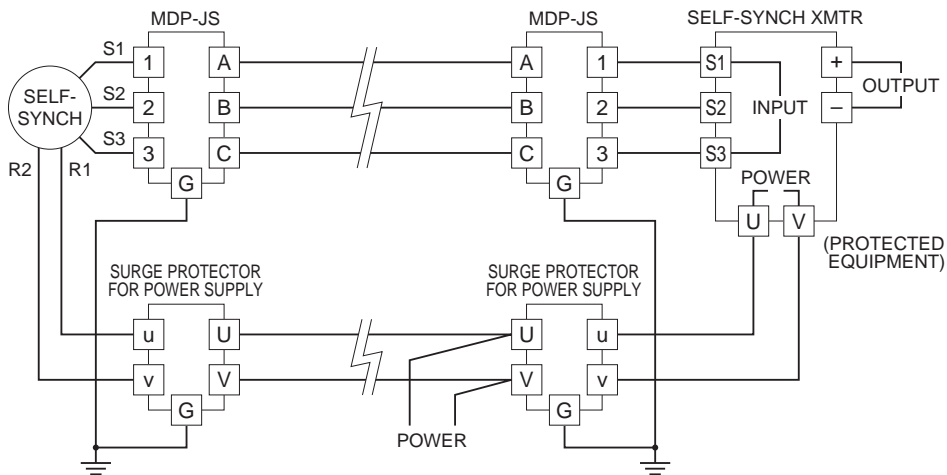 MDP-JS
MDP-JS
SELF-SYNCH XMTR
S1
1
A
A
1
S1
+
OUTPUT
SELF-
SYNCH
S2
2
B
B
2
S2
INPUT
–
S3
3
C
C
3
S3
R2
R1
G
G
POWER
U
V
(PROTECTED
EQUIPMENT)
SURGE PROTECTOR
FOR POWER SUPPLY
SURGE PROTECTOR
FOR POWER SUPPLY
u
U
U
u
v
V
V
v
G
G
POWER